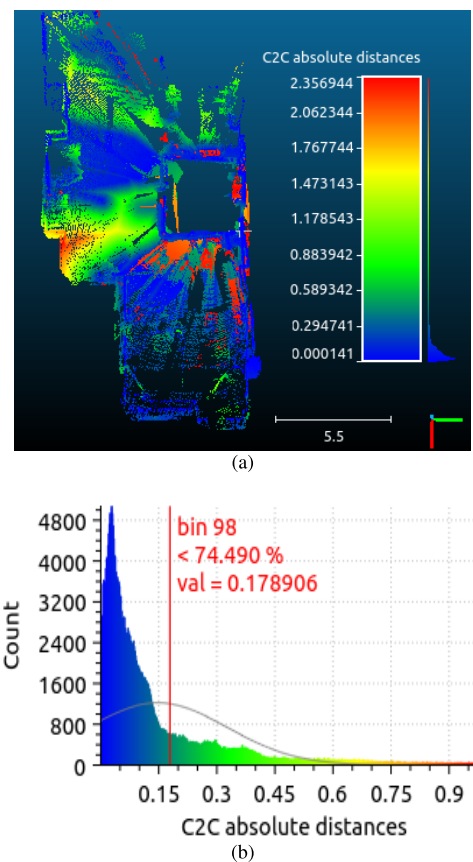 C2C absolute distances
2.356944
2.062344
1.767744
1.473143
1.178543
0.883942
0.589342
0.294741
0.000141
5.5
(a)
4800
4000
3200
2400
1600
800
0
Count
bin 98
< 74.490 %
val = 0.178906
0.15 0.3 0.45 0.6 0.75 0.9
C2C absolute distances
(b)